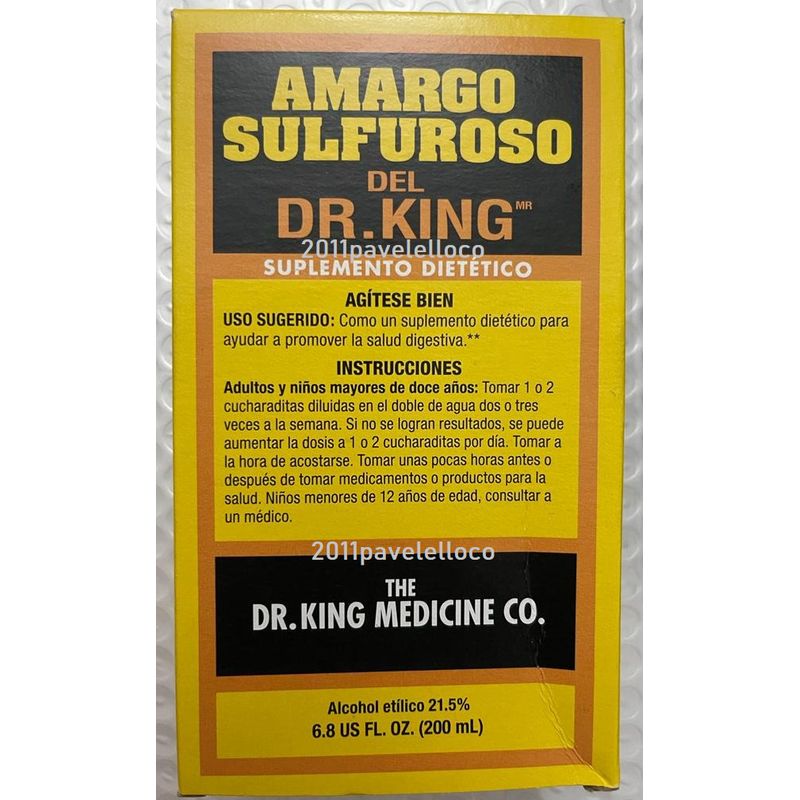 AMARGO
SULFUROSO
DEL
DR. KING MR
2011pavelelloco
SUPLEMENTO DIETÉTICO
AGÍTESE BIEN
USO SUGERIDO: Como un suplemento dietético para
ayudar a promover la salud digestiva.**
INSTRUCCIONES
Adultos y niños mayores de doce años: Tomar 1 o 2
cucharaditas diluidas en el doble de agua dos o tres
veces a la semana. Si no se logran resultados, se puede
aumentar la dosis a 1 o 2 cucharaditas por día. Tomar a
la hora de acostarse. Tomar unas pocas horas antes o
después de tomar medicamentos o productos para la
salud. Niños menores de 12 años de edad, consultar a
un médico.
2011pavelelloco
THE
DR. KING MEDICINE CO.
Alcohol etílico 21.5%
6.8 US FL. OZ. (200 mL)